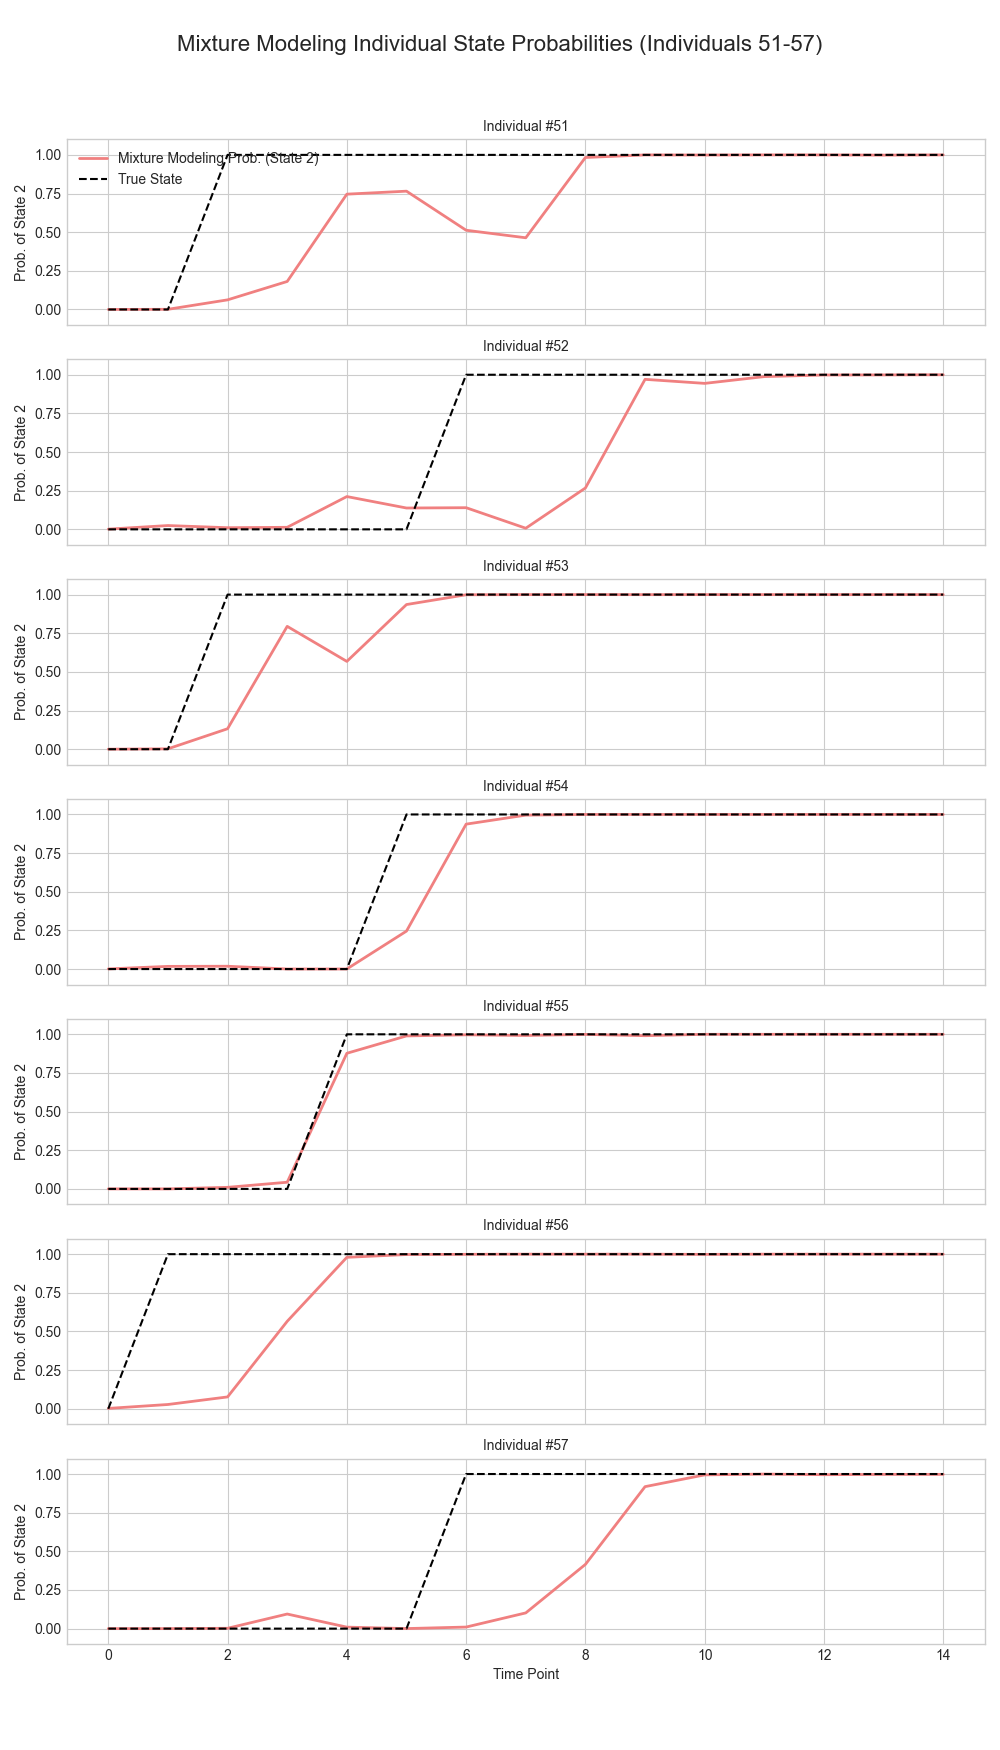 Mixture Modeling Individual State Probabilities (Individuals 51-57)
Individual #51
Mixture Modeling Prob. (State 2)
True State
1.00
0.75
0.50
0.25
0.00
Prob. of State 2
Individual #52
1.00
0.75
0.50
0.25
0.00
Prob. of State 2
Individual #53
1.00
0.75
0.50
0.25
0.00
Prob. of State 2
Individual #54
1.00
0.75
0.50
0.25
0.00
Prob. of State 2
Individual #55
1.00
0.75
0.50
0.25
0.00
Prob. of State 2
Individual #56
1.00
0.75
0.50
0.25
0.00
Prob. of State 2
Individual #57
1.00
0.75
0.50
0.25
0.00
Prob. of State 2
0 2 4 6 8 10 12 14
Time Point